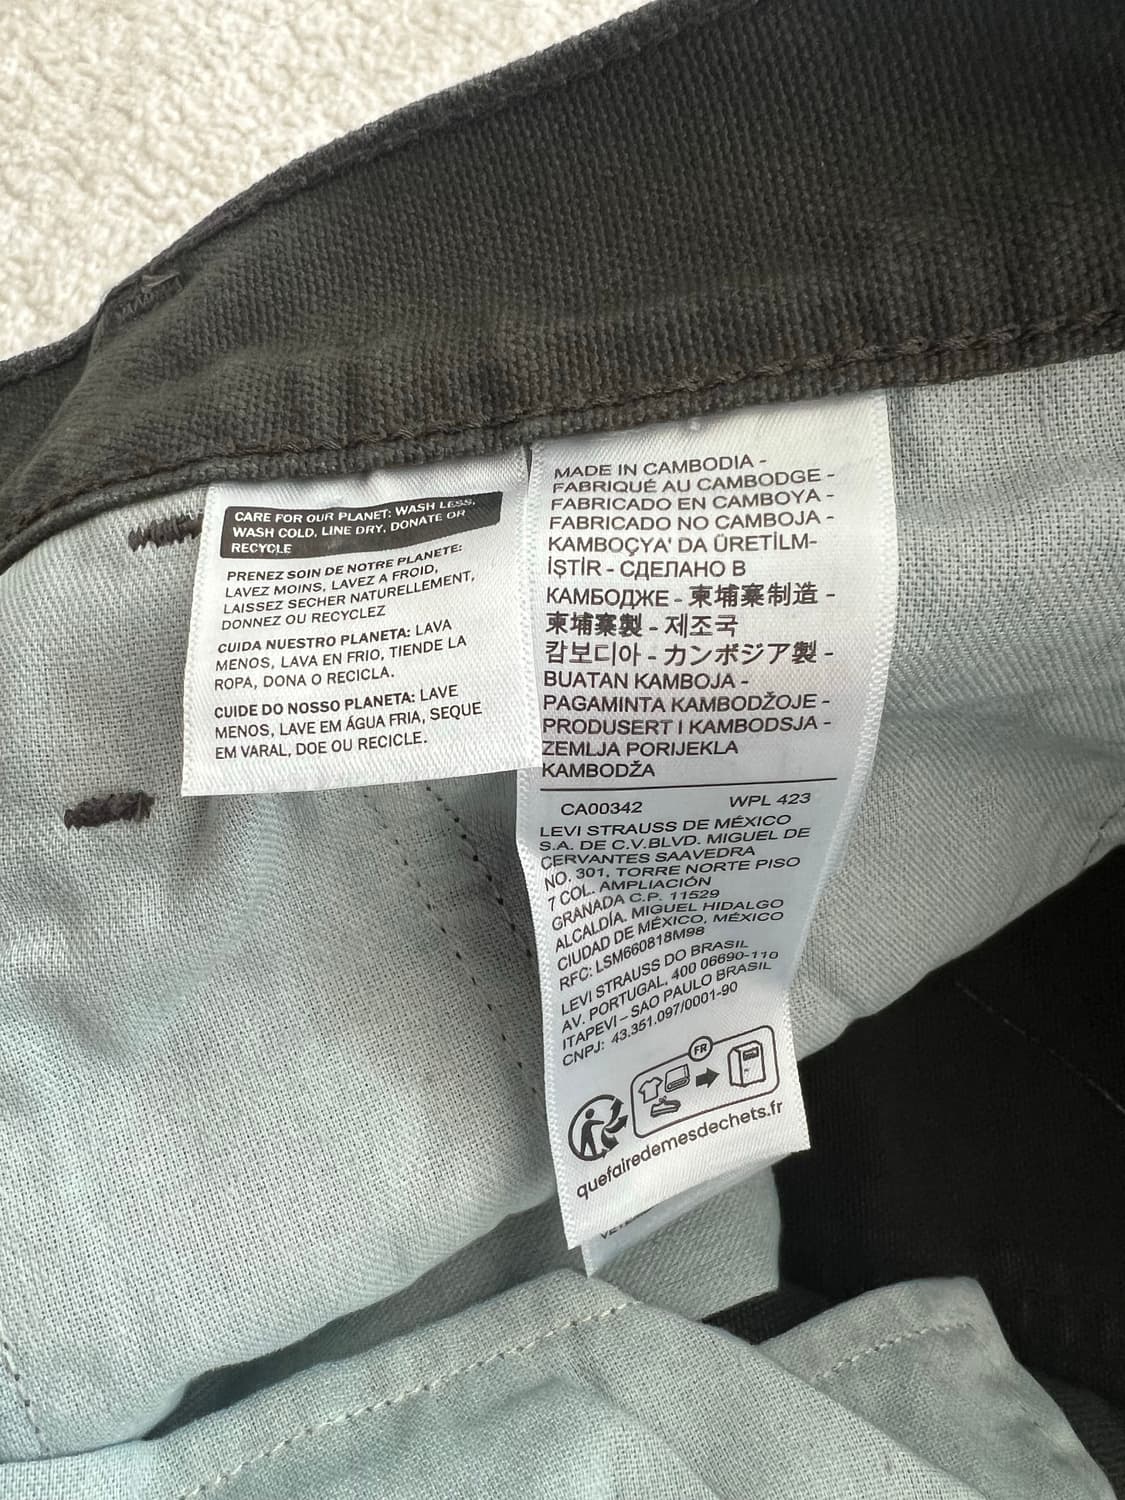 CARE FOR OUR PLANET: WASH LESS,
WASH COLD, LINE DRY, DONATE OR
RECYCLE
PRENEZ SOIN DE NOTRE PLANETE:
LAVEZ MOINS, LAVEZ A FROID,
LAISSEZ SECHER NATURELLEMENT,
DONNEZ OU RECYCLEZ
CUIDA NUESTRO PLANETA: LAVA
MENOS, LAVA EN FRIO, TIENDE LA
ROPA, DONA O RECICLA.
CUIDE DO NOSSO PLANETA: LAVE
MENOS, LAVE EM ÁGUA FRIA, SEQUE
EM VARAL, DOE OU RECICLE.
MADE IN CAMBODIA -
FABRIQUÉ AU CAMBODGE -
FABRICADO EN CAMBOYA -
FABRICADO NO CAMBOJA -
KAMBOÇYA' DA ÜRETİLM-
İŞTİR - СДЕЛАНО В
КАМБОДЖЕ - 柬埔寨制造 -
柬埔寨製 - 제조국
캄보디아 - カンボジア製 -
BUATAN KAMBOJA -
PAGAMINTA KAMBODŽOJE -
PRODUSERT I KAMBODSJA -
ZEMLJA PORIJEKLA
KAMBODŽA
CA00342 WPL 423
LEVI STRAUSS DE MÉXICO
S.A. DE C.V.BLVD. MIGUEL DE
CERVANTES SAAVEDRA
NO. 301, TORRE NORTE PISO
7 COL. AMPLIACIÓN
GRANADA C.P. 11529
ALCALDÍA. MIGUEL HIDALGO
CIUDAD DE MÉXICO, MÉXICO
RFC: LSM660818M98
LEVI STRAUSS DO BRASIL
AV. PORTUGAL, 400 06690-110
ITAPEVI – SAO PAULO BRASIL
CNPJ: 43.351.097/0001-90
FR
quefairedemesdechets.fr